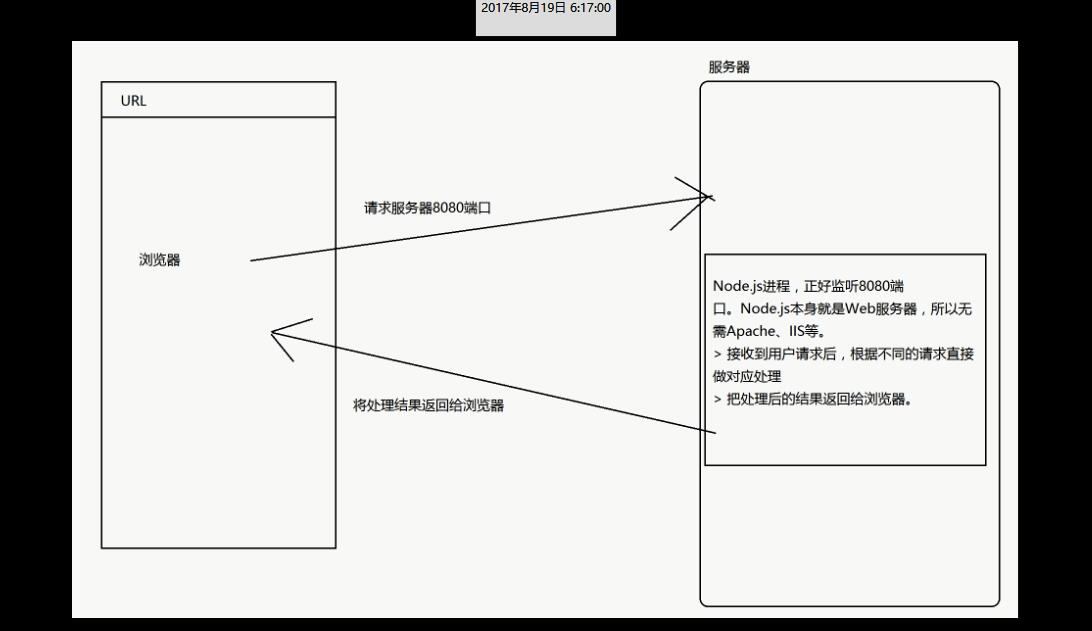 2017年8月19日 6:17:00
服务器
URL
请求服务器8080端口
浏览器
Node.js进程，正好监听8080端
口。Node.js本身就是Web服务器，所以无
需Apache、IIS等。
> 接收到用户请求后，根据不同的请求直接
做对应处理
> 把处理后的结果返回给浏览器。
将处理结果返回给浏览器